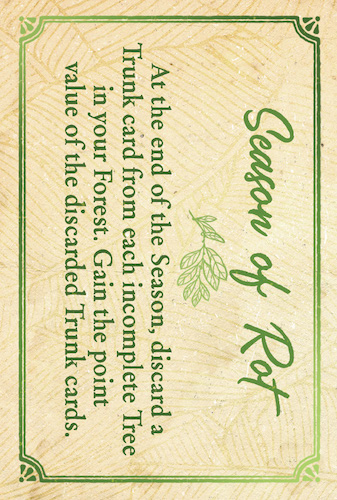 Season of Rot
At the end of the Season, discard a
Trunk card from each incomplete Tree
in your Forest. Gain the point
value of the discarded Trunk cards.